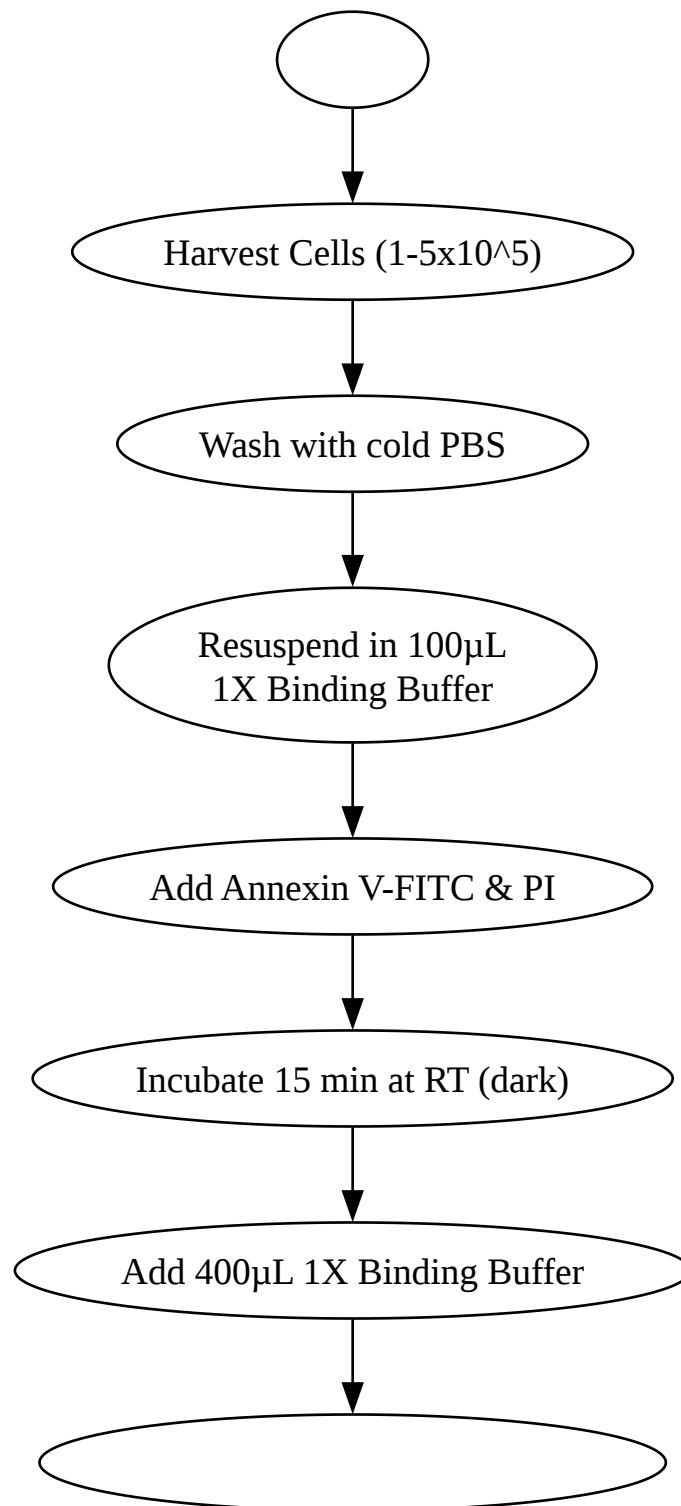 Harvest Cells (1-5x10^5)
Wash with cold PBS
Resuspend in 100µL
1X Binding Buffer
Add Annexin V-FITC & PI
Incubate 15 min at RT (dark)
Add 400µL 1X Binding Buffer